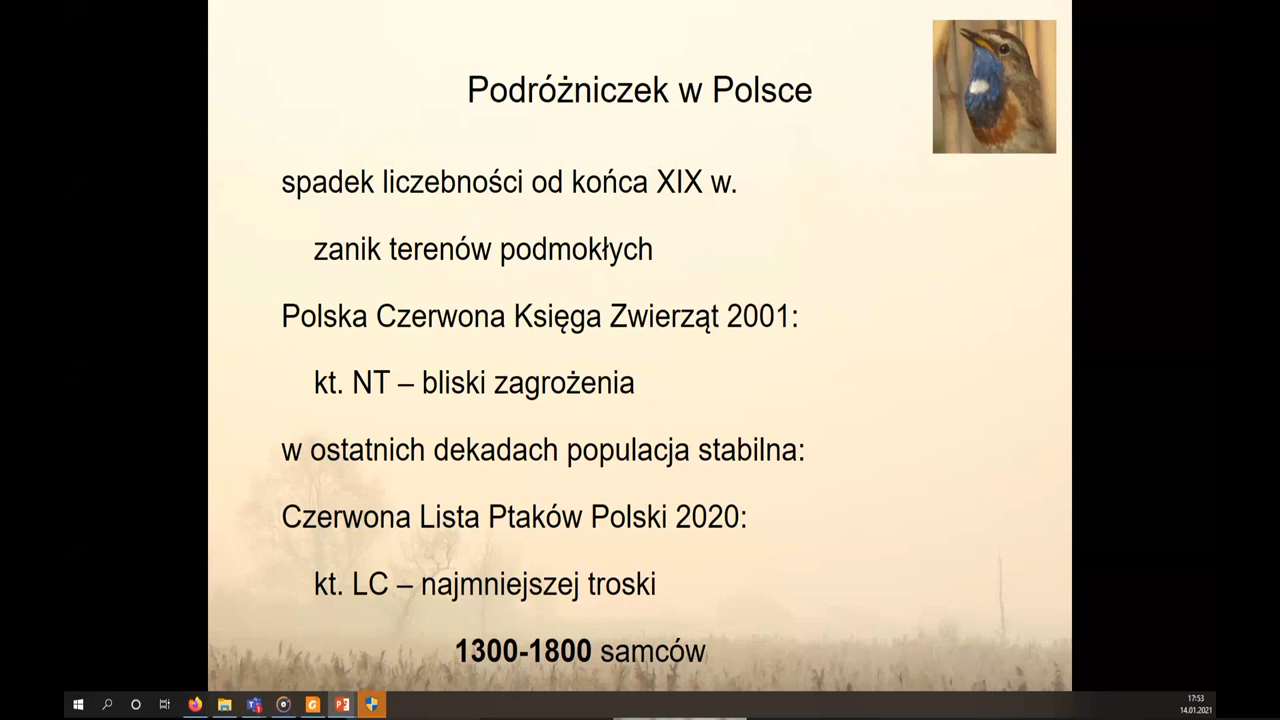 Podróżniczek w Polsce
spadek liczebności od końca XIX w.
zanik terenów podmokłych
Polska Czerwona Księga Zwierząt 2001:
kt. NT – bliski zagrożenia
w ostatnich dekadach populacja stabilna:
Czerwona Lista Ptaków Polski 2020:
kt. LC – najmniejszej troski
1300-1800 samców
17:53
14.01.2021